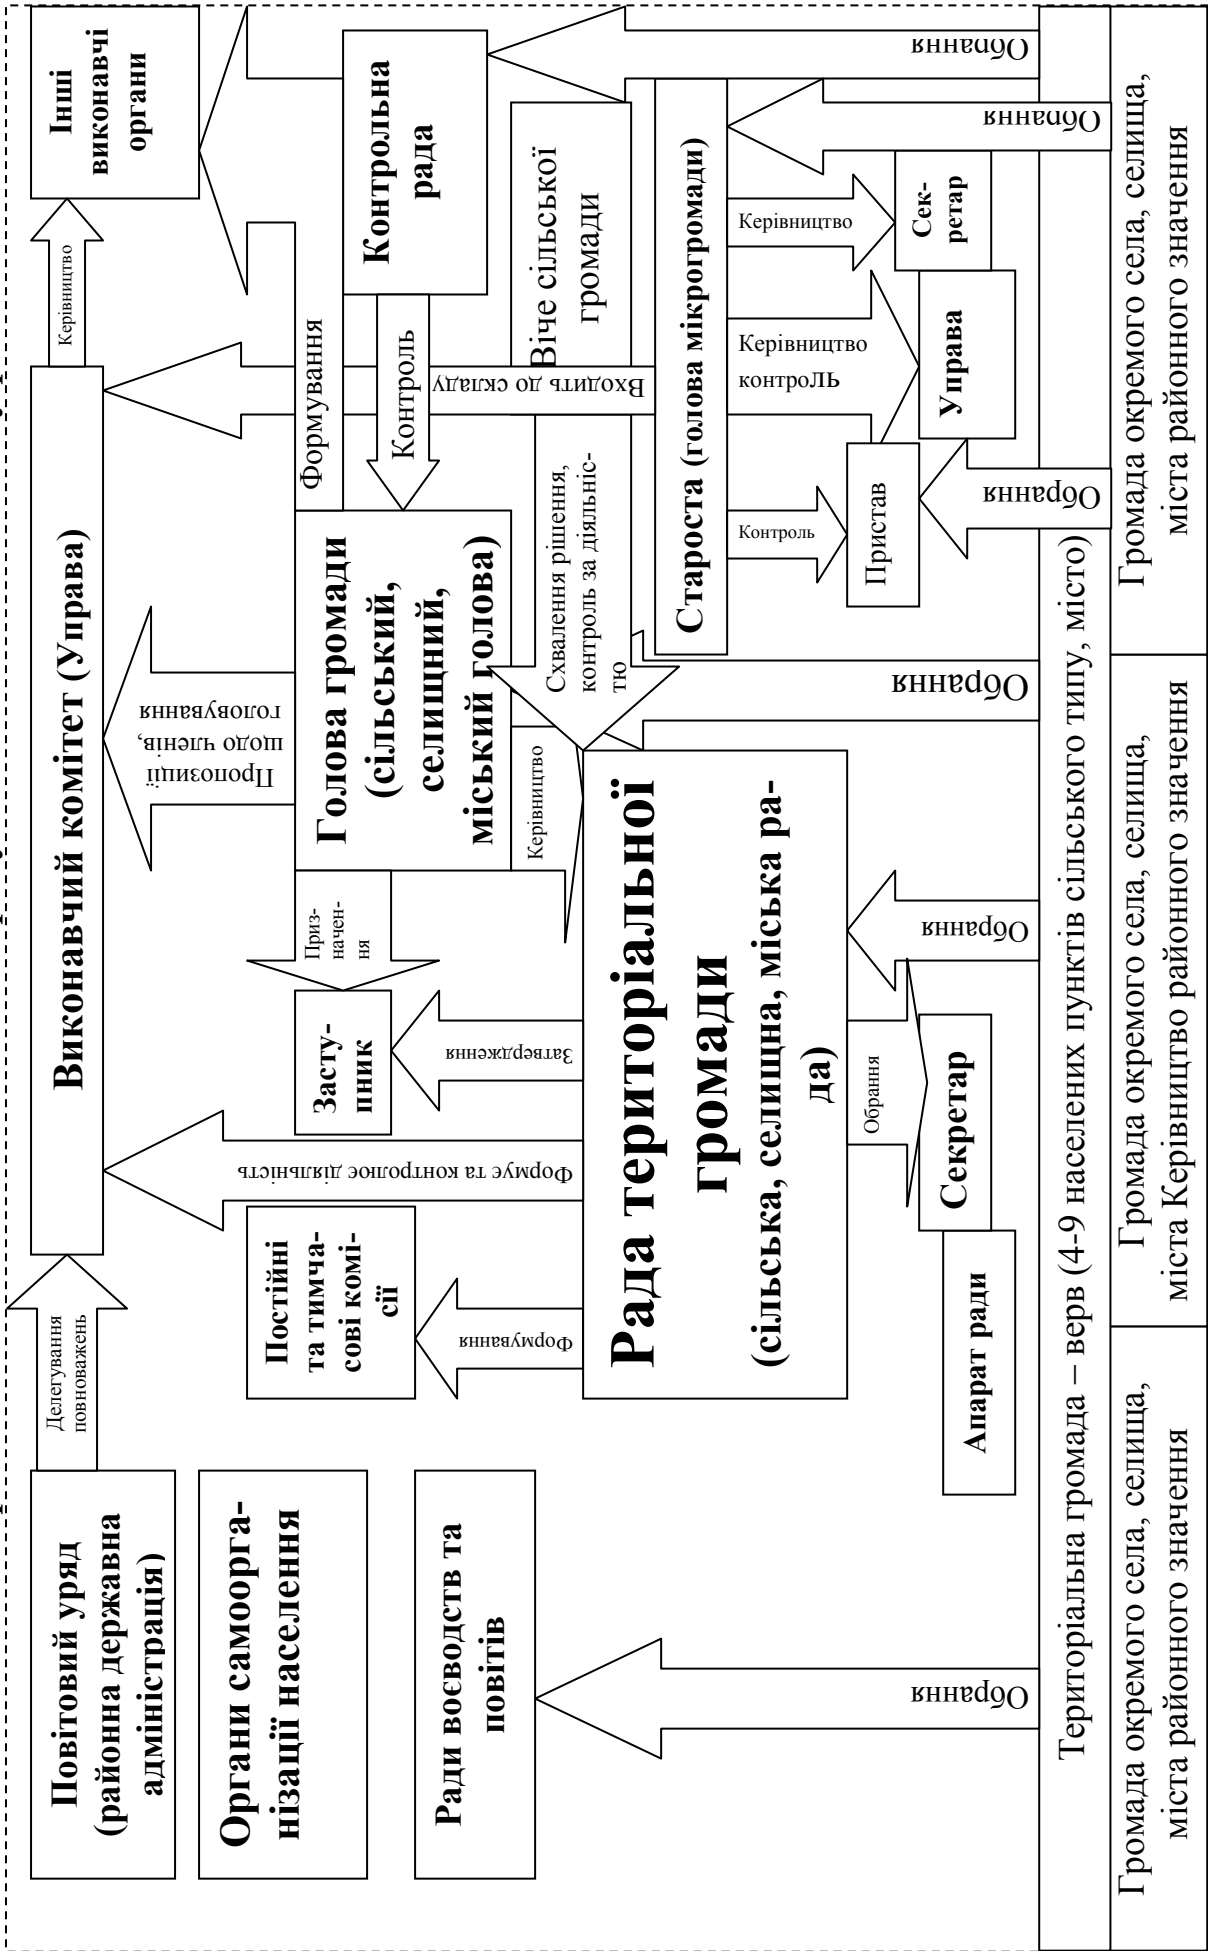 Повітовий уряд
(районна державна
адміністрація)
Делегування
повноважень
Виконавчий комітет (Управа)
Керівництво
Інші
виконавчі
органи
Органи самоорга-
нізації населення
Ради воєводств та
повітів
Постійні
та тимча-
сові комі-
сії
Формування
Формує та контролює діяльність
Засту-
пник
Затвердження
Приз-
начен-
ня
Пропозиції
щодо членів,
головування
Голова громади
(сільський,
селищний,
міський голова)
Формування
Контроль
Контрольна
рада
Входить до складу
Віче сільської
громади
Керівництво
Схвалення рішення,
контроль за діяльніс-
тю
Рада територіальної
громади
(сільська, селищна, міська ра-
да)
Староста (голова мікрогромади)
Контроль
Керівництво
контроль
Керівництво
Пристав
Управа
Сек-
ретар
Обрання
Секретар
Апарат ради
Обрання
Обрання
Обрання
Обрання
Обрання
Обрання
Територіальна громада – верв (4-9 населених пунктів сільського типу, місто)
Громада окремого села, селища,
міста районного значення
Громада окремого села, селища,
міста Керівництво районного значення
Громада окремого села, селища,
міста районного значення